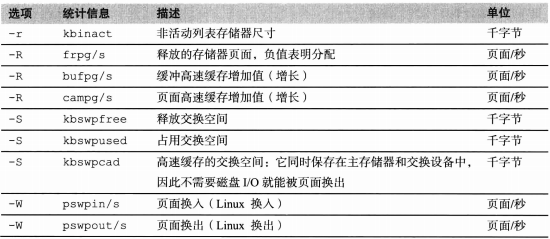 选项 统计信息 描述 单位
-r kbinact 非活动列表存储器尺寸 千字节
-R frpg/s 释放的存储器页面，负值表明分配 页面/秒
-R bufpg/s 缓冲高速缓存增加值（增长） 页面/秒
-R campg/s 页面高速缓存增加值（增长） 页面/秒
-S kbswpfree 释放交换空间 千字节
-S kbswpused 占用交换空间 千字节
-S kbswpcad 高速缓存的交换空间：它同时保存在主存储器和交换设备中， 千字节
因此不需要磁盘 I/O 就能被页面换出
-W pswpin/s 页面换入（Linux 换入） 页面/秒
-W pswpout/s 页面换出（Linux 换出） 页面/秒